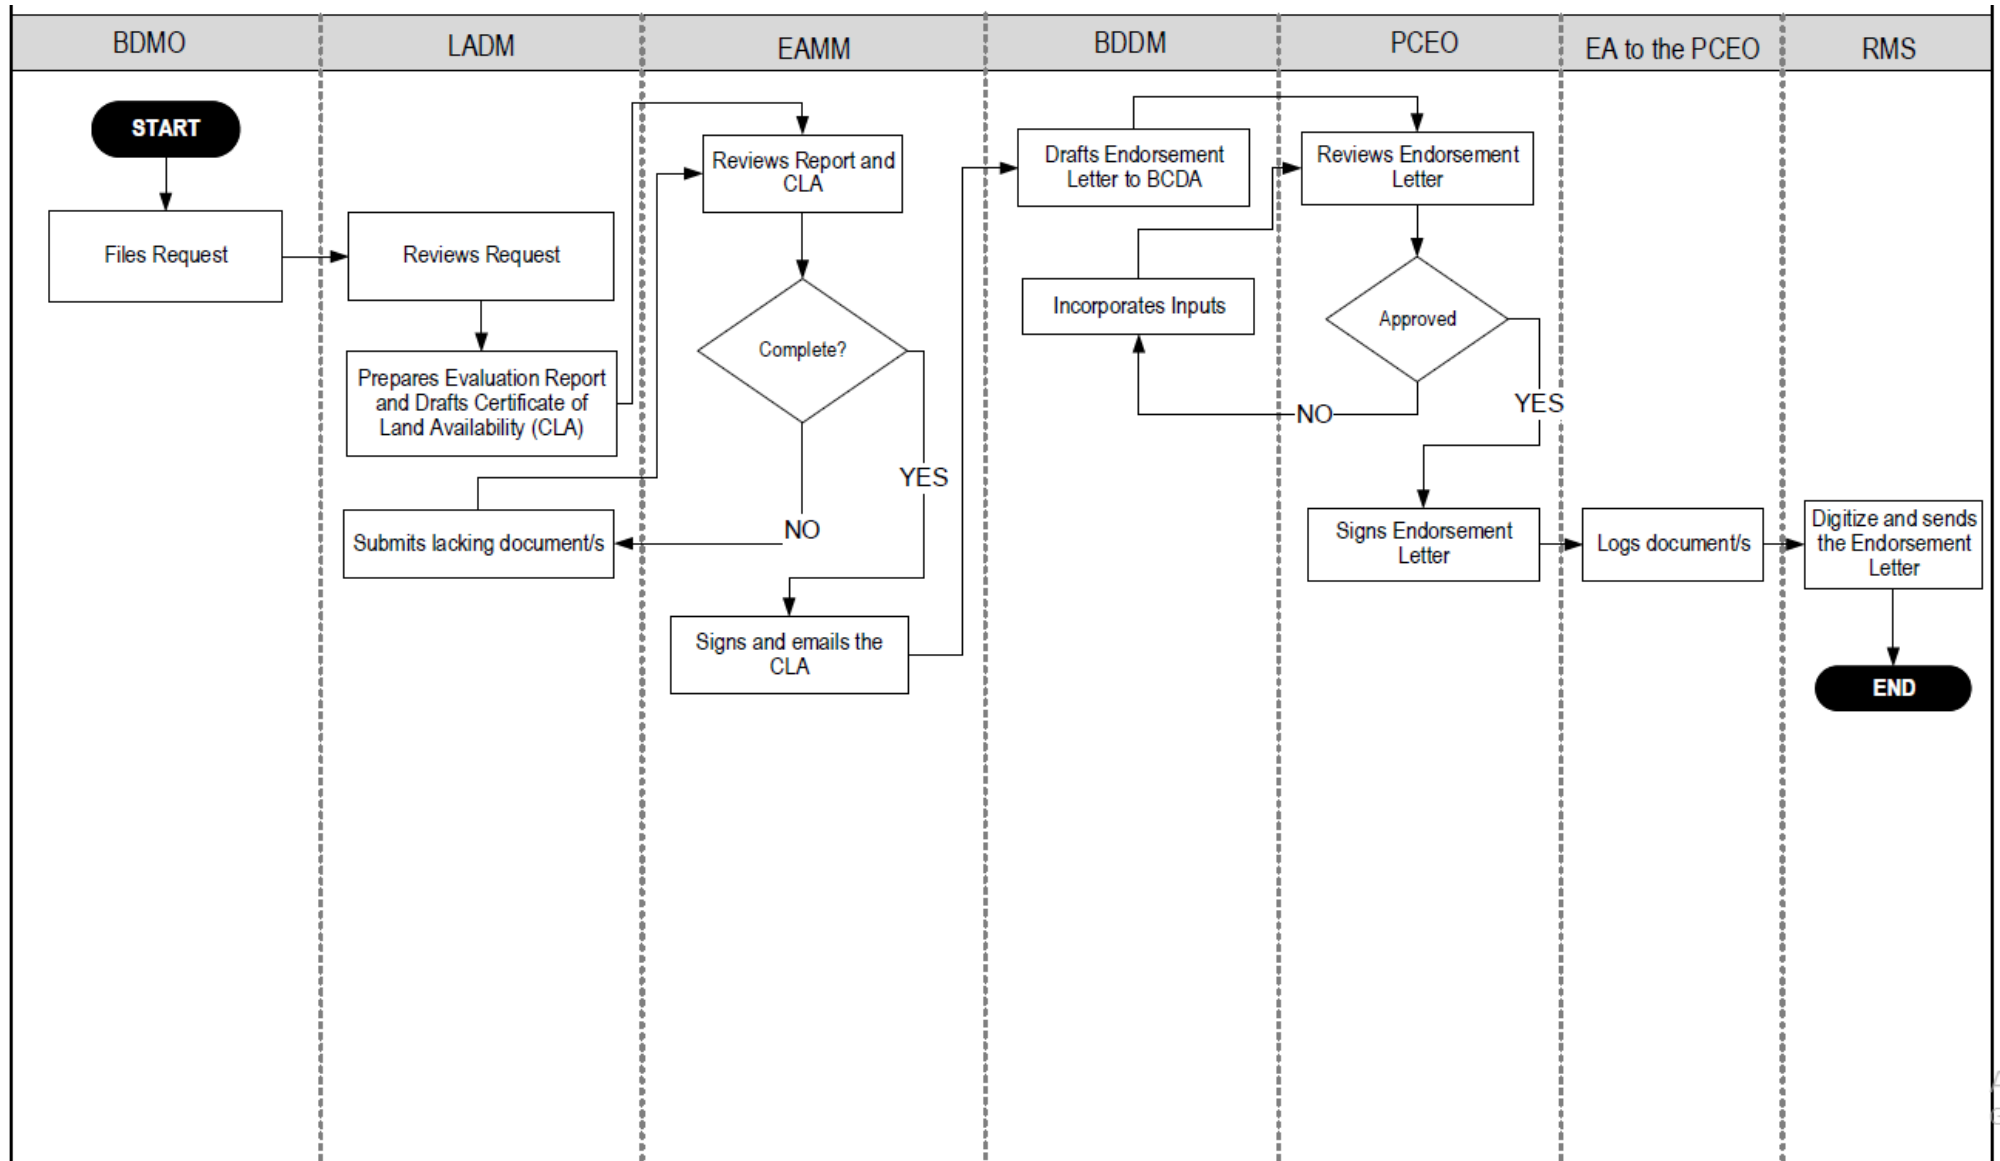 BDMO
LADM
EAMM
BDDM
PCEO
EA to the PCEO
RMS
START
Files Request
Reviews Request
Prepares Evaluation Report
and Drafts Certificate of
Land Availability (CLA)
Submits lacking document/s
Reviews Report and
CLA
Complete?
YES
NO
Signs and emails the
CLA
Drafts Endorsement
Letter to BCDA
Incorporates Inputs
Reviews Endorsement
Letter
Approved
YES
NO
Signs Endorsement
Letter
Logs document/s
Digitize and sends
the Endorsement
Letter
END